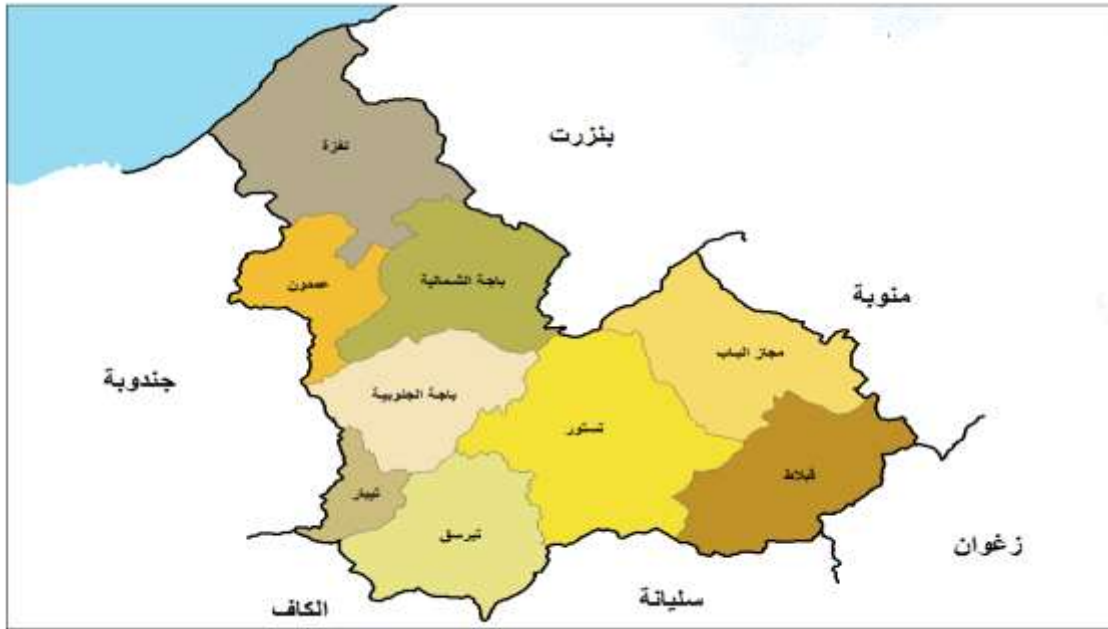 بنزرت
نفزة
باجة الشمالية
عمدون
منوبة
مجاز الباب
جندوبة
باجة الجنوبية
تستور
قبلاط
تيبار
تبرسق
زغوان
سليانة
الكاف